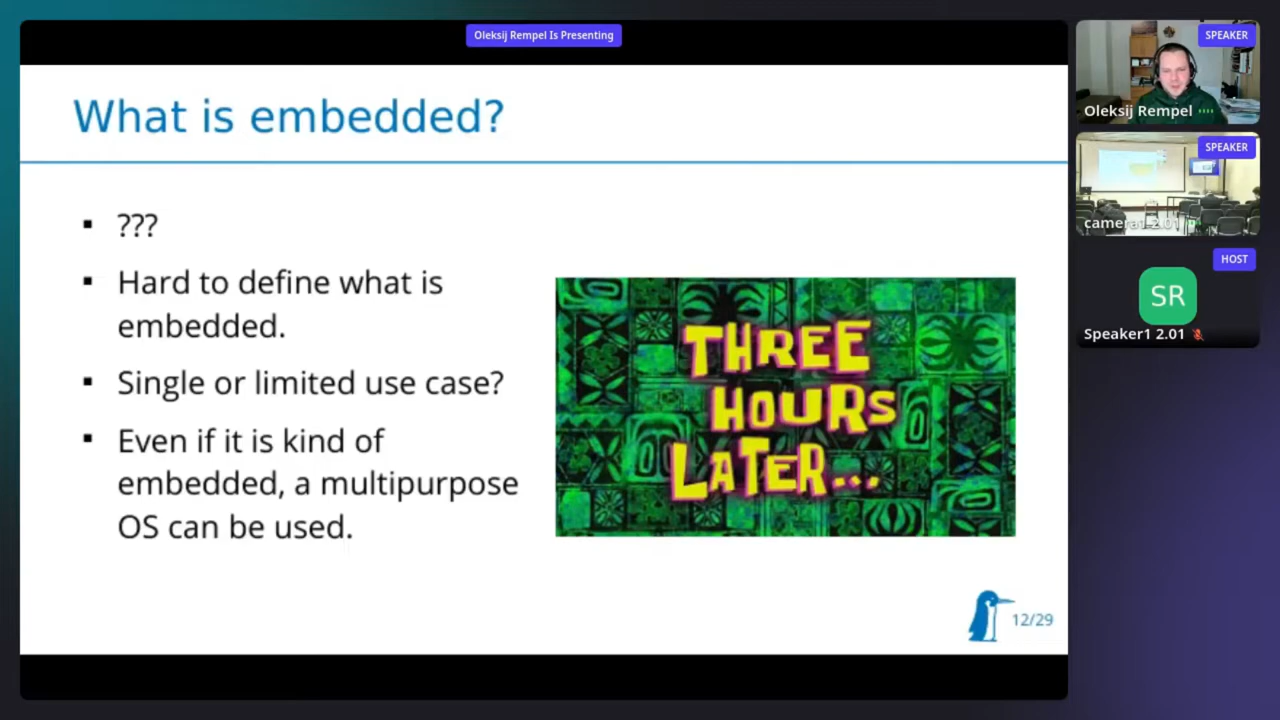 Oleksij Rempel Is Presenting
What is embedded?
???
Hard to define what is
embedded.
Single or limited use case?
Even if it is kind of
embedded, a multipurpose
OS can be used.
THREE
HOURS
LATER...
12/29
SPEAKER
Oleksij Rempel
SPEAKER
camera1 2.01
HOST
SR
Speaker1 2.01